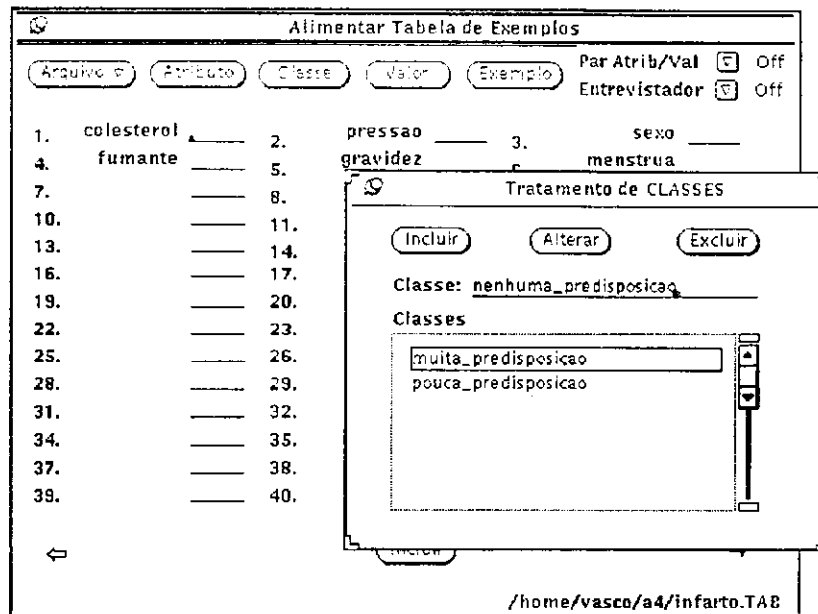 Alimentar Tabela de Exemplos
Arquivo Atributo Classe Valor Exemplo
Par Atrib/Val Off
Entrevistador Off
1. colesterol 2. pressao 3. sexo
4. fumante 5. gravidez menstrua
7. 8.
10. 11.
13. 14.
16. 17.
19. 20.
22. 23.
25. 26.
28. 29.
31. 32.
34. 35.
37. 38.
39. 40.
Tratamento de CLASSES
Incluir Alterar Excluir
Classe: nenhuma_predisposicao
Classes
muita_predisposicao
pouca_predisposicao
/home/vasco/a4/infarto.TAB